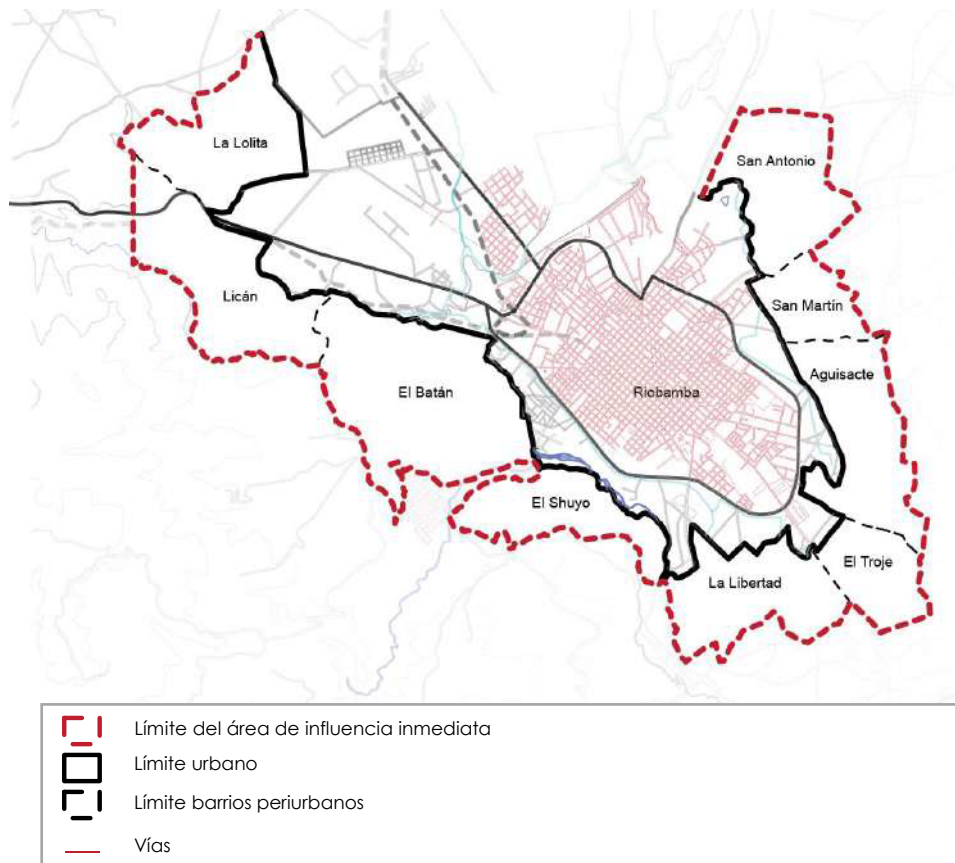 La Lolita
San Antonio
Licán
San Martín
Aguisacte
El Batán
Riobamba
El Shuyo
El Troje
La Libertad
Límite del área de influencia inmediata
Límite urbano
Límite barrios periurbanos
Vías